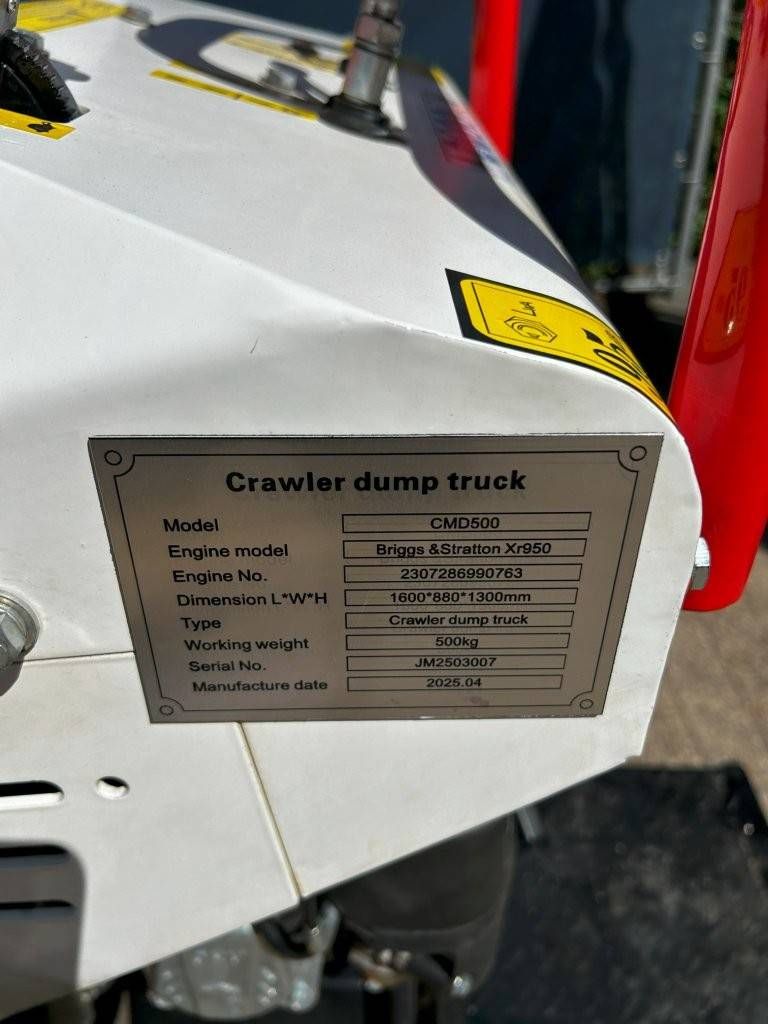 Crawler dump truck
Model CMD500
Engine model Briggs &Stratton Xr950
Engine No. 2307286990763
Dimension L*W*H 1600*880*1300mm
Type Crawler dump truck
Working weight 500kg
Serial No. JM2503007
Manufacture date 2025.04